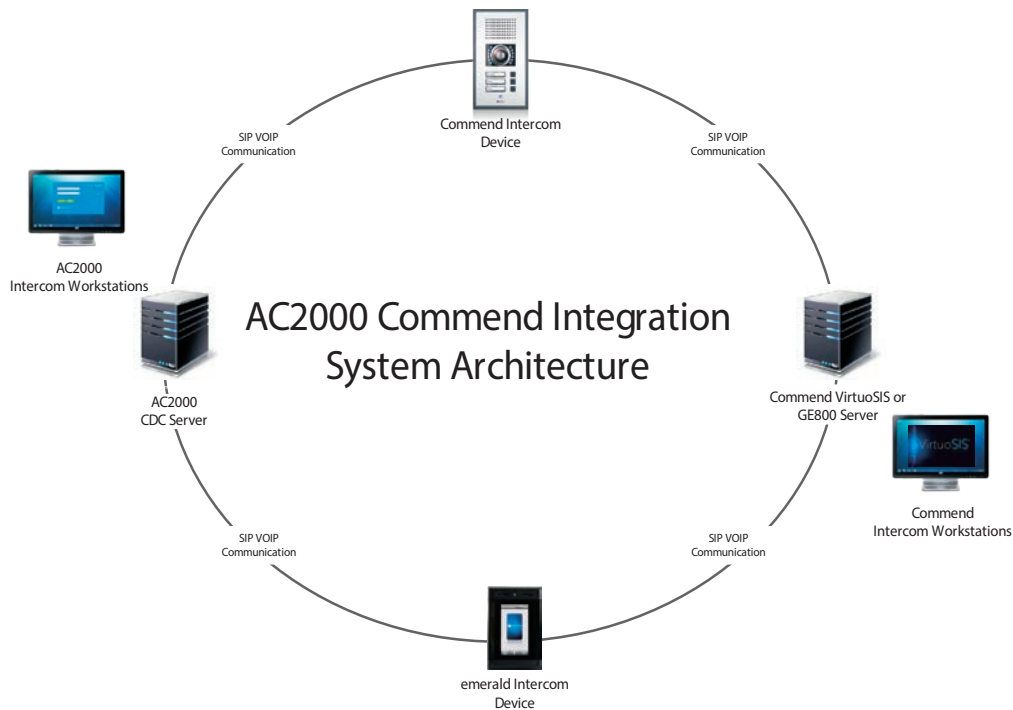 Commend Intercom
Device
SIP VOIP
Communication
SIP VOIP
Communication
AC2000
Intercom Workstations
AC2000 Commend Integration
System Architecture
AC2000
CDC Server
Commend VirtuoSIS or
GE800 Server
VirtuoSIS
Commend
Intercom Workstations
SIP VOIP
Communication
SIP VOIP
Communication
emerald Intercom
Device